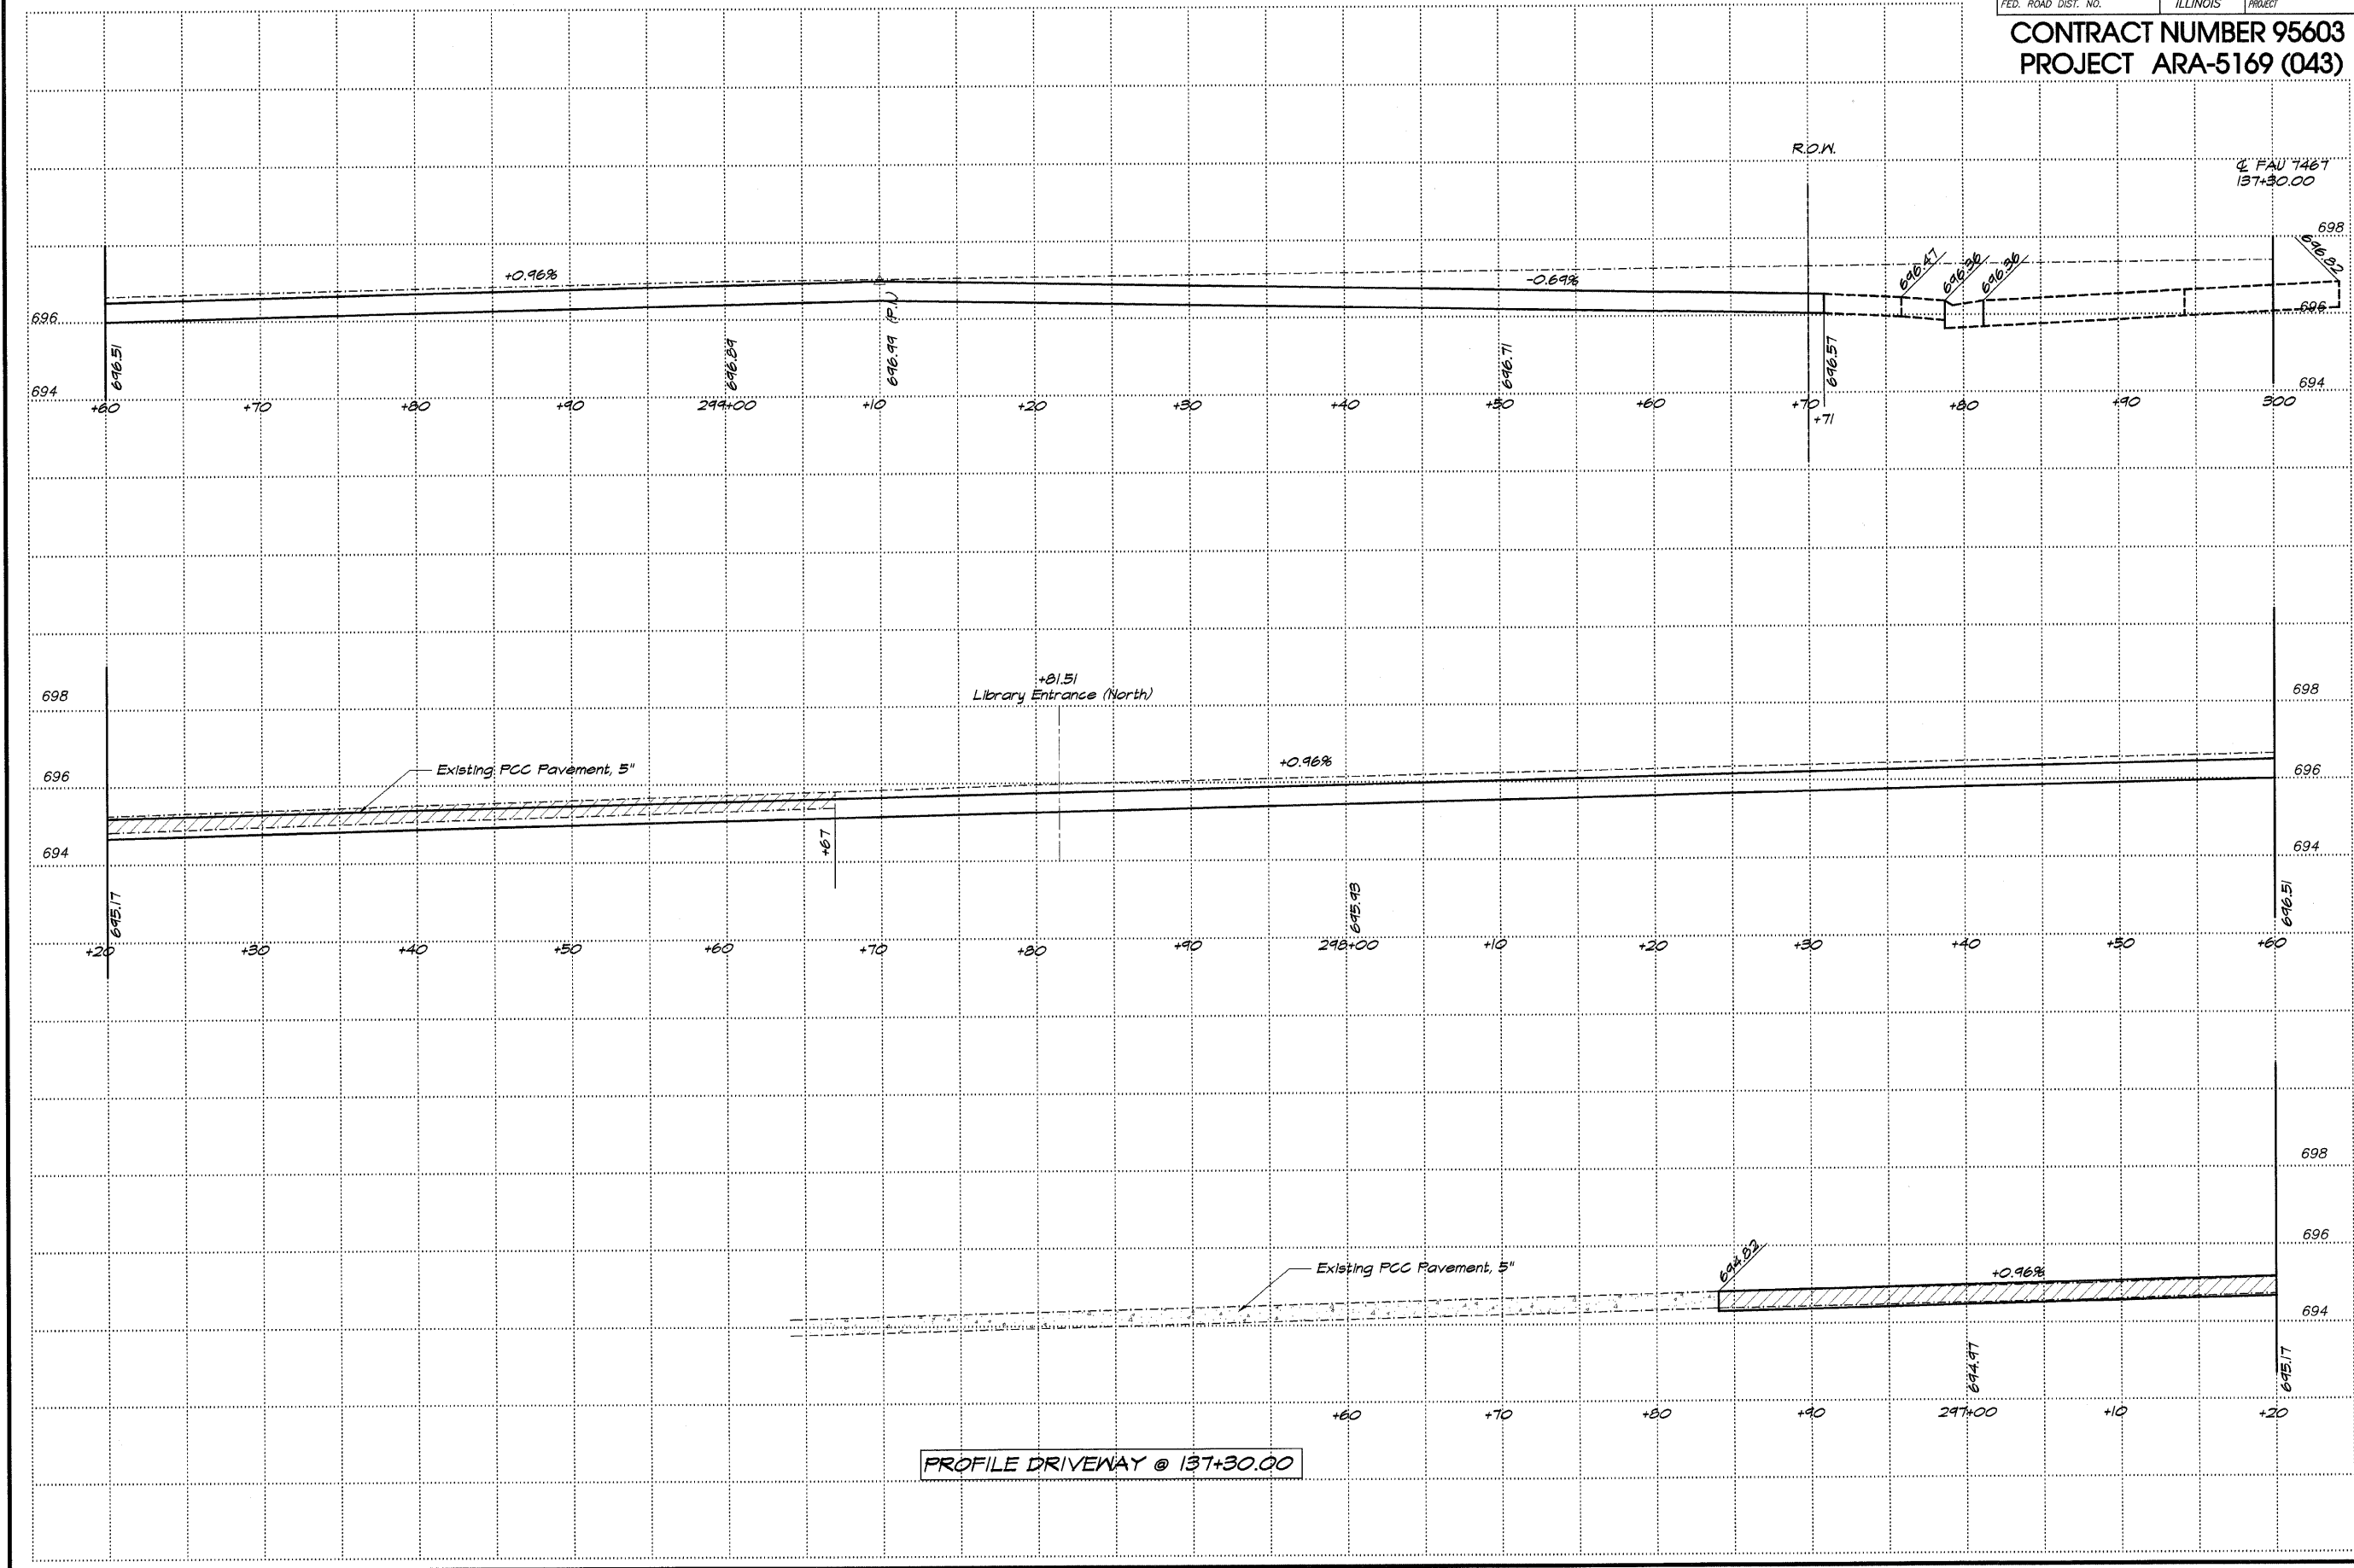 FED. ROAD DIST. NO. ILLINOIS PROJECT
CONTRACT NUMBER 95603
PROJECT ARA-5169 (043)
R.O.W.
℄ FAU 7467
137+30.00
698
696.82
+0.96%
-0.69%
696.47
696.36
696.36
696
696
696.51
696.89
696.99 (P.I.)
696.71
696.57
694
694
+60 +70 +80 +90 299+00 +10 +20 +30 +40 +50 +60 +70 +80 +90 300
+71
+81.51
Library Entrance (North)
698
698
Existing PCC Pavement, 5"
+0.96%
696
696
694
+67
694
695.17
695.93
696.51
+20 +30 +40 +50 +60 +70 +80 +90 298+00 +10 +20 +30 +40 +50 +60
698
696
Existing PCC Pavement, 5"
694.82
+0.96%
694
694.97
695.17
+60 +70 +80 +90 297+00 +10 +20
PROFILE DRIVEWAY @ 137+30.00